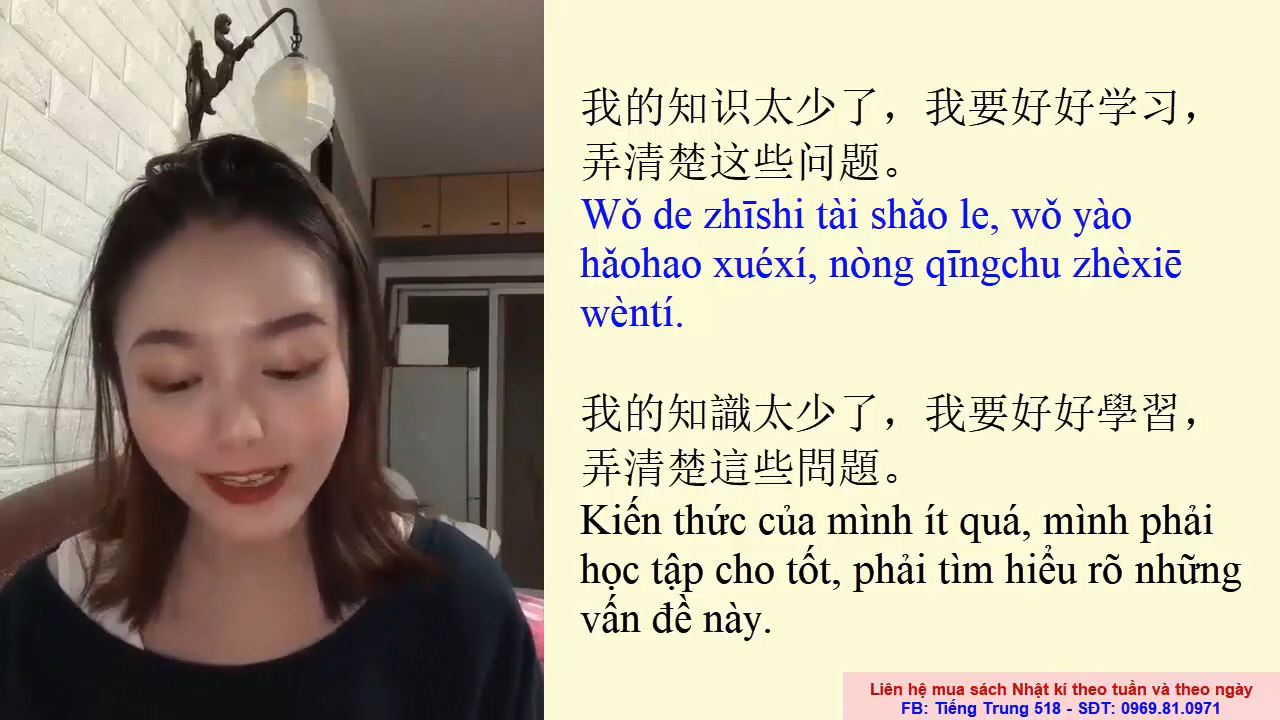 我的知识太少了，我要好好学习，
弄清楚这些问题。
Wǒ de zhīshi tài shǎo le, wǒ yào
hǎohao xuéxí, nòng qīngchu zhèxiē
wèntí.
我的知識太少了，我要好好學習，
弄清楚這些問題。
Kiến thức của mình ít quá, mình phải
học tập cho tốt, phải tìm hiểu rõ những
vấn đề này.
Liên hệ mua sách Nhật kí theo tuần và theo ngày
FB: Tiếng Trung 518 - SĐT: 0969.81.0971